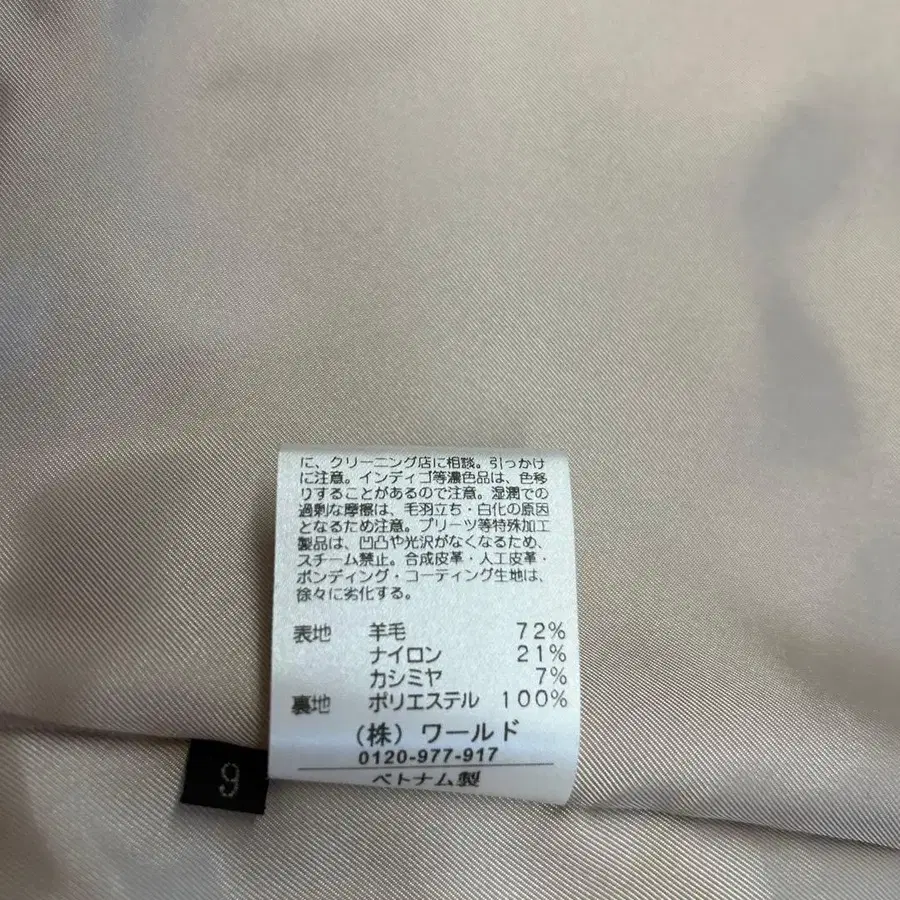 に、クリーニング店に相談。引っかけ
に注意。インディゴ等濃色品は、色移
りすることがあるので注意。湿潤での
過剰な摩擦は、毛羽立ち・白化の原因
となるため注意。プリーツ等特殊加工
製品は、凹凸や光沢がなくなるため、
スチーム禁止。合成皮革・人工皮革・
ボンディング・コーティング生地は、
徐々に劣化する。
表地 羊毛 72%
ナイロン 21%
カシミヤ 7%
裏地 ポリエステル 100%
(株)ワールド
0120-977-917
ベトナム製
9